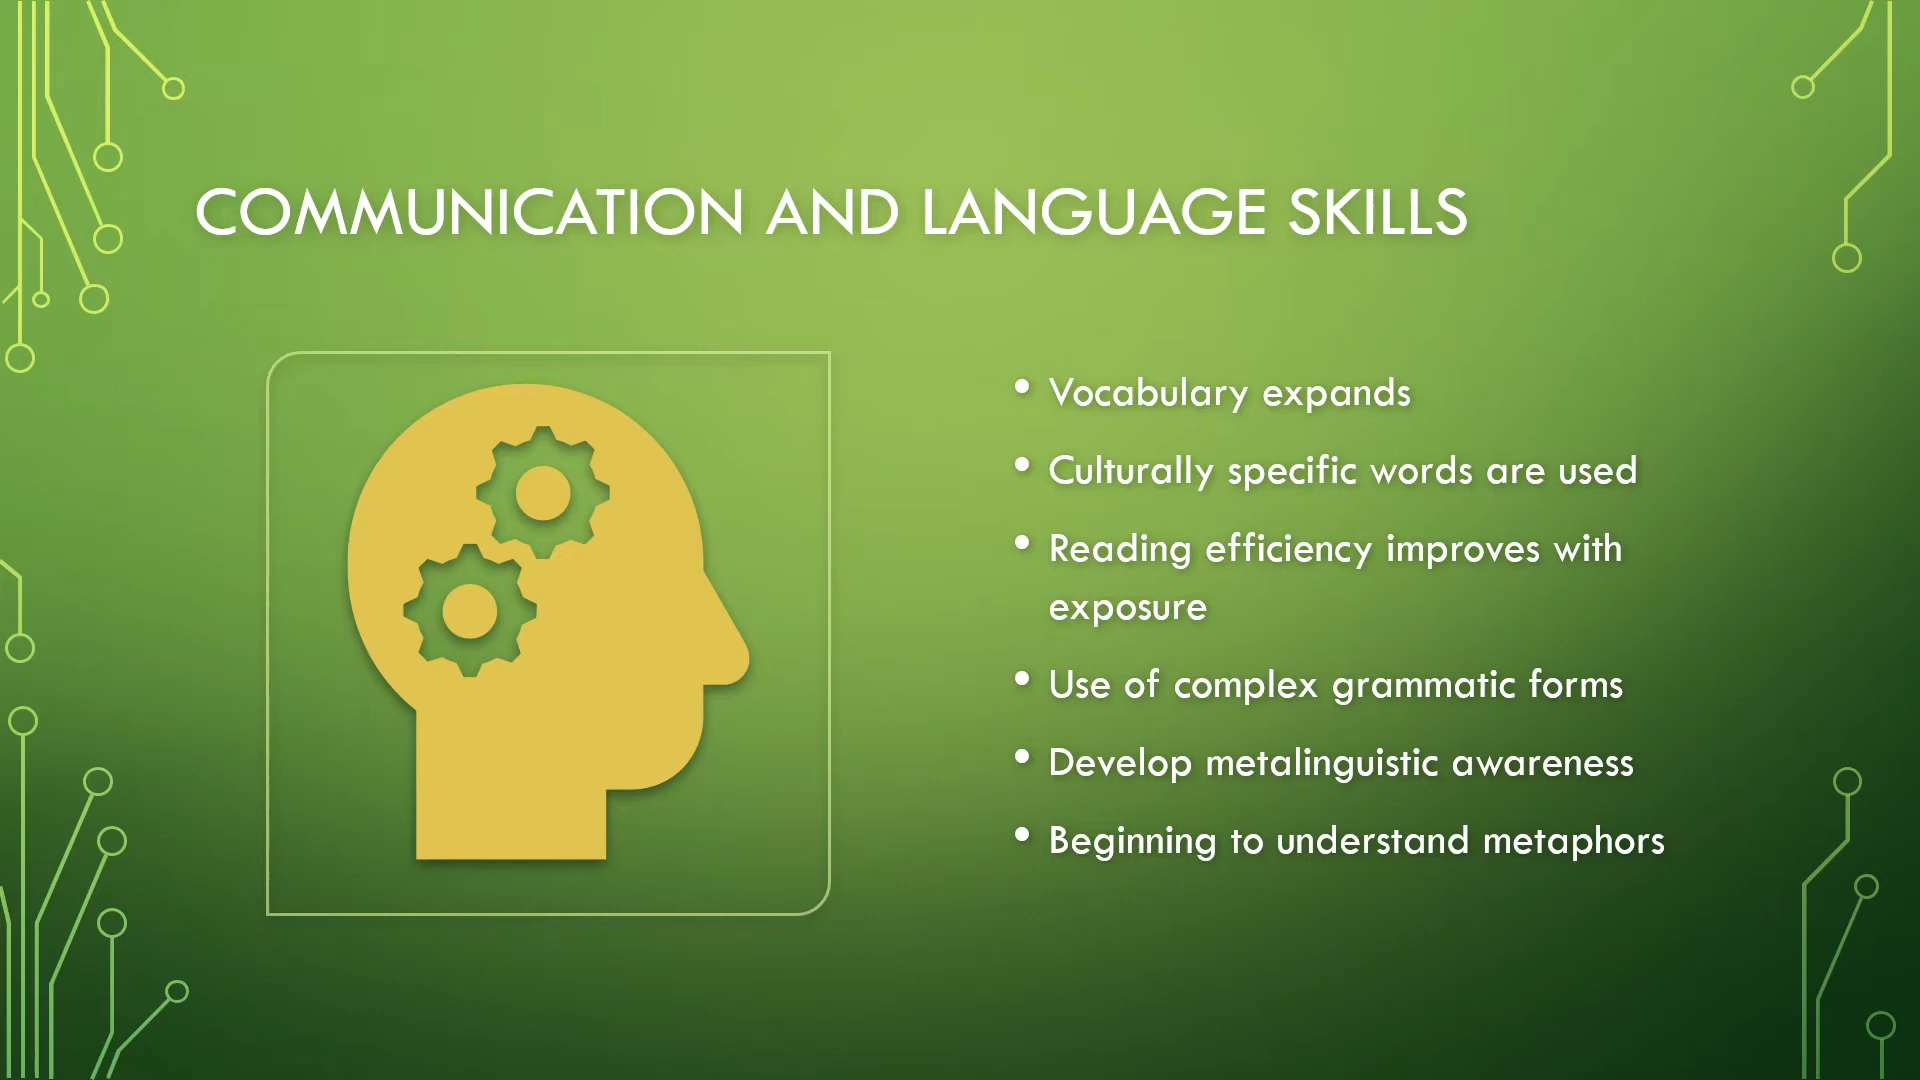 COMMUNICATION AND LANGUAGE SKILLS
• Vocabulary expands
• Culturally specific words are used
• Reading efficiency improves with
exposure
• Use of complex grammatic forms
• Develop metalinguistic awareness
• Beginning to understand metaphors